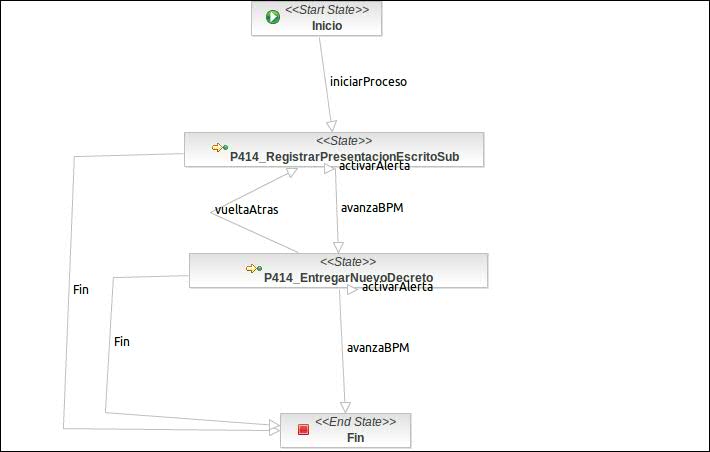 <<Start State>>
Inicio
iniciarProceso
<<State>>
P414_RegistrarPresentacionEscritoSub
activarAlerta
vueltaAtras
avanzaBPM
<<State>>
P414_EntregarNuevoDecreto
activarAlerta
Fin
Fin
avanzaBPM
<<End State>>
Fin